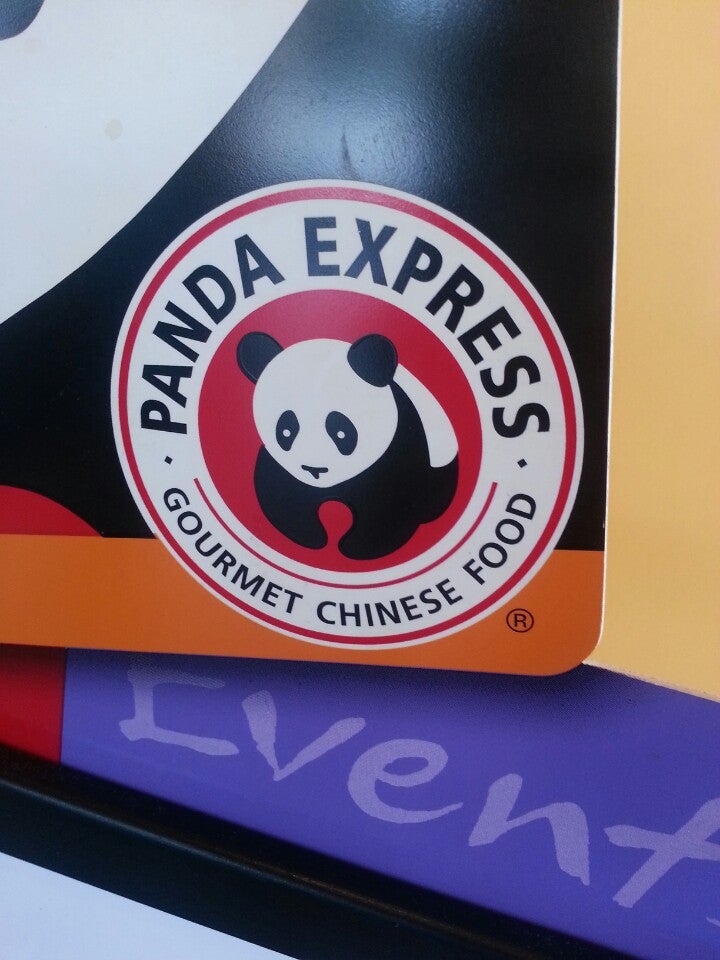 PANDA EXPRESS
· GOURMET CHINESE FOOD ·
®
Event